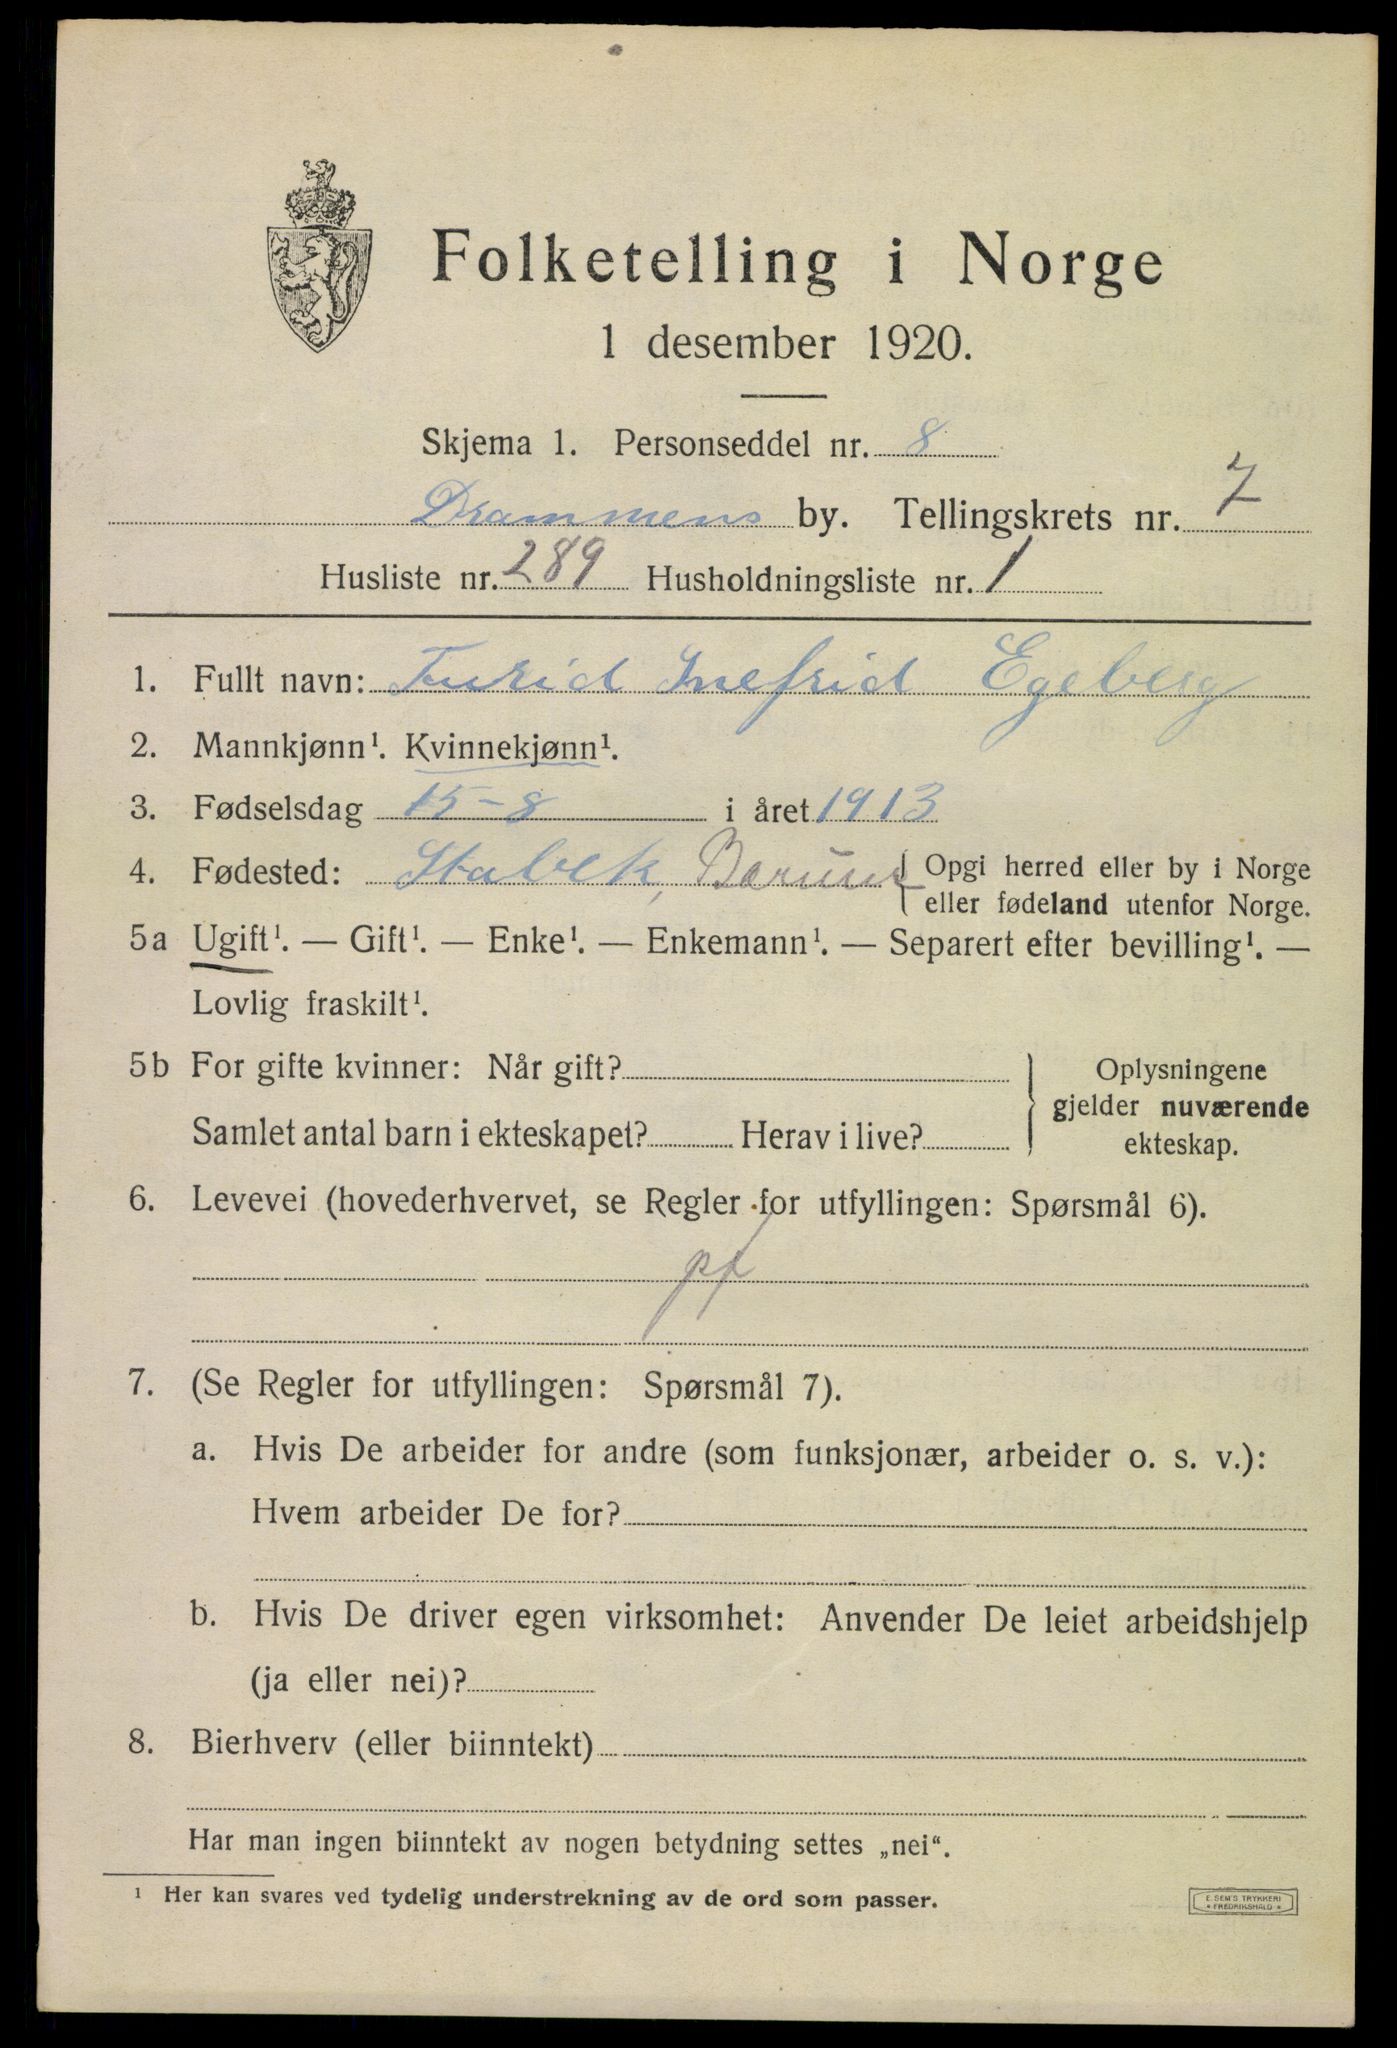 Folketelling i Norge
1 desember 1920.
Skjema 1. Personseddel nr. 8
Drammens by. Tellingskrets nr. 7
Husliste nr. 289 Husholdningsliste nr. 1
1. Fullt navn: Turid Inefrid Egeberg
2. Mannkjønn¹. Kvinnekjønn¹.
3. Fødselsdag 15-8 i året 1913
4. Fødested: Stabek, Bærum { Opgi herred eller by i Norge
eller fødeland utenfor Norge.
5a Ugift¹. — Gift¹. — Enke¹. — Enkemann¹. — Separert efter bevilling¹. —
Lovlig fraskilt¹.
5b For gifte kvinner: Når gift? } Oplysningene
gjelder nuværende
Samlet antal barn i ekteskapet? Herav i live?
ekteskap.
6. Levevei (hovederhvervet, se Regler for utfyllingen: Spørsmål 6).
pf
7. (Se Regler for utfyllingen: Spørsmål 7).
a. Hvis De arbeider for andre (som funksjonær, arbeider o. s. v.):
Hvem arbeider De for?
b. Hvis De driver egen virksomhet: Anvender De leiet arbeidshjelp
(ja eller nei)?
8. Bierhverv (eller biinntekt)
Har man ingen biinntekt av nogen betydning settes „nei“.
¹ Her kan svares ved tydelig understrekning av de ord som passer.
E. SEM'S TRYKKERI
* FREDRIKSHALD *